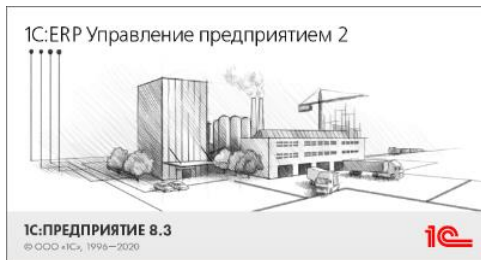 1С:ERP Управление предприятием 2
1С:ПРЕДПРИЯТИЕ 8.3
© ООО «1С», 1996—2020
1С